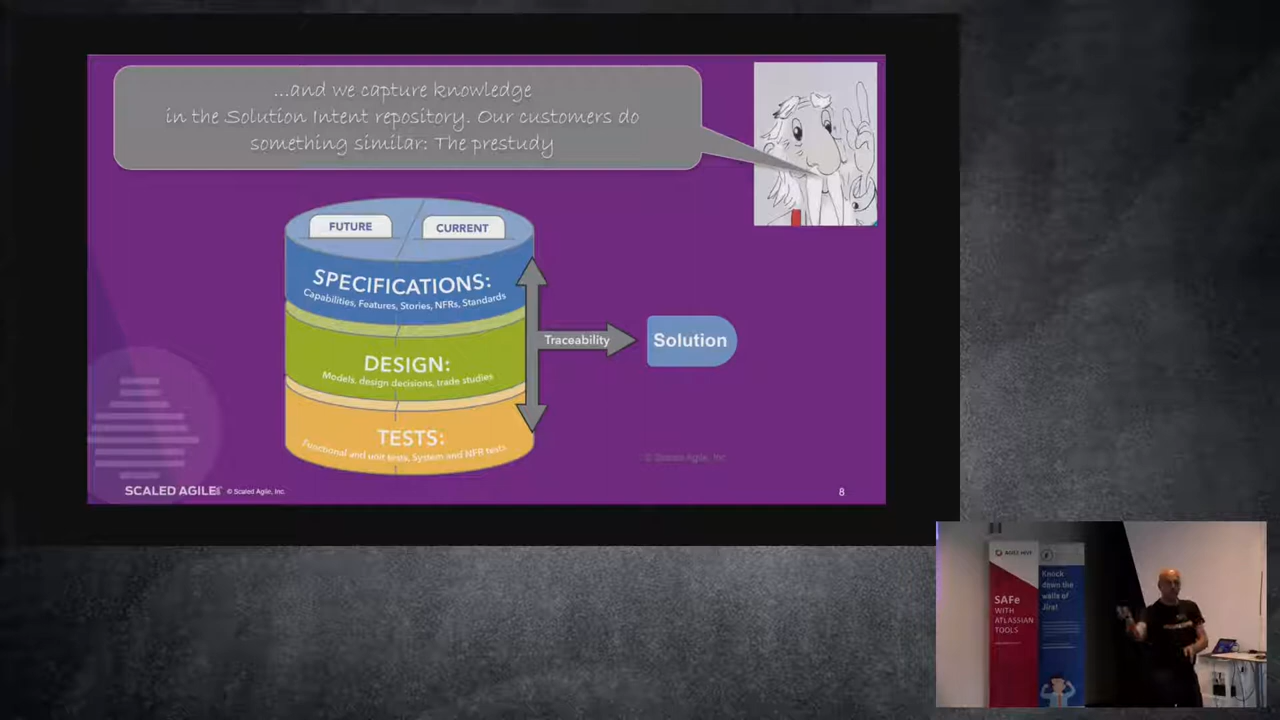 ...and we capture knowledge
in the Solution Intent repository. Our customers do
something similar: The prestudy
FUTURE
CURRENT
SPECIFICATIONS:
Capabilities, Features, Stories, NFRs, Standards
DESIGN:
Models, design decisions, trade studies
TESTS:
Functional and unit tests, System and NFR tests
Traceability
Solution
© Scaled Agile, Inc.
SCALED AGILE © Scaled Agile, Inc.
8
SAFe
WITH
ATLASSIAN
TOOLS
Knock
down the
walls of
Jira!